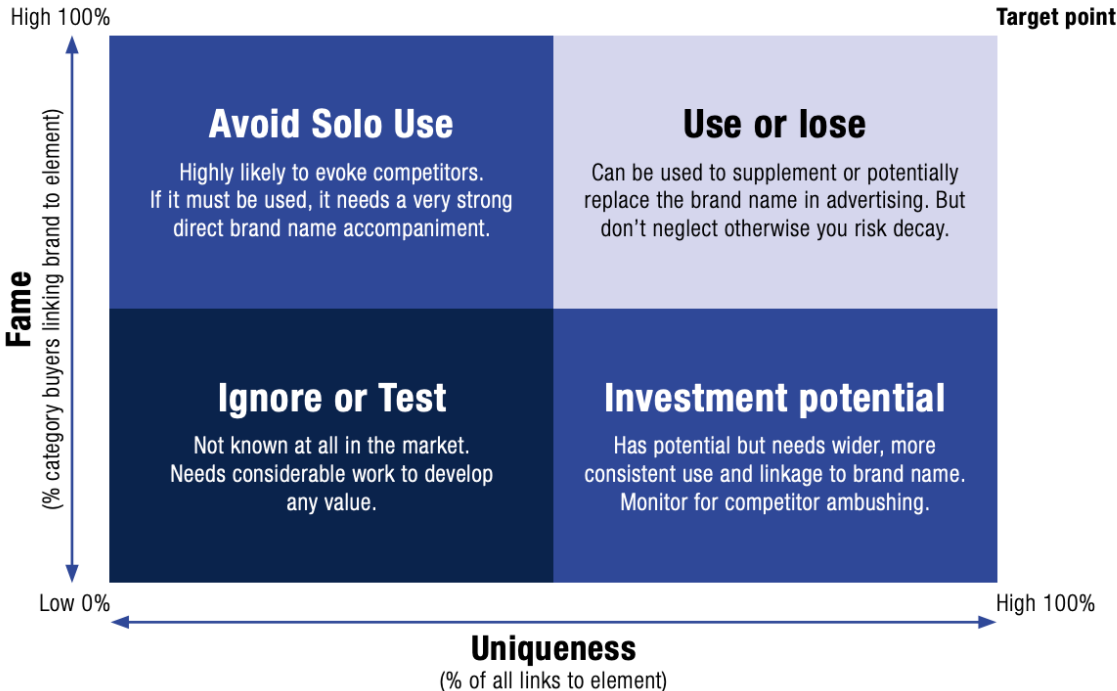 High 100%
Target point
Avoid Solo Use
Highly likely to evoke competitors.
If it must be used, it needs a very strong
direct brand name accompaniment.
Use or lose
Can be used to supplement or potentially
replace the brand name in advertising. But
don’t neglect otherwise you risk decay.
Fame
(% category buyers linking brand to element)
Ignore or Test
Not known at all in the market.
Needs considerable work to develop
any value.
Investment potential
Has potential but needs wider, more
consistent use and linkage to brand name.
Monitor for competitor ambushing.
Low 0%
High 100%
Uniqueness
(% of all links to element)